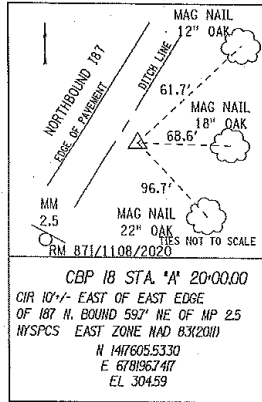 MAG NAIL
12" OAK
NORTHBOUND I87
EDGE OF PAVEMENT
DITCH LINE
61.7'
MAG NAIL
18" OAK
68.6'
96.7'
MM
2.5
MAG NAIL
22" OAK
TIES NOT TO SCALE
RM 871/1108/2020
CBP 18 STA. "A" 20+00.00
CIR 10'+/- EAST OF EAST EDGE
OF I87 N. BOUND 597' NE OF MP 2.5
NYSPCS EAST ZONE NAD 83(2011)
N 1417605.5330
E 678196.7417
EL 304.59